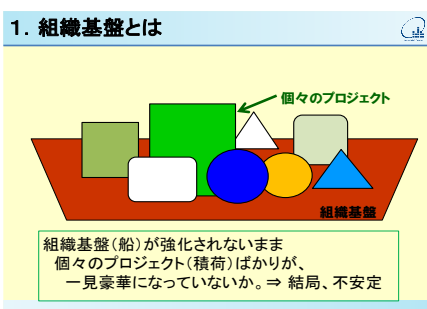 1．組織基盤とは
個々のプロジェクト
組織基盤
組織基盤（船）が強化されないまま
個々のプロジェクト（積荷）ばかりが、
一見豪華になっていないか。⇒ 結局、不安定